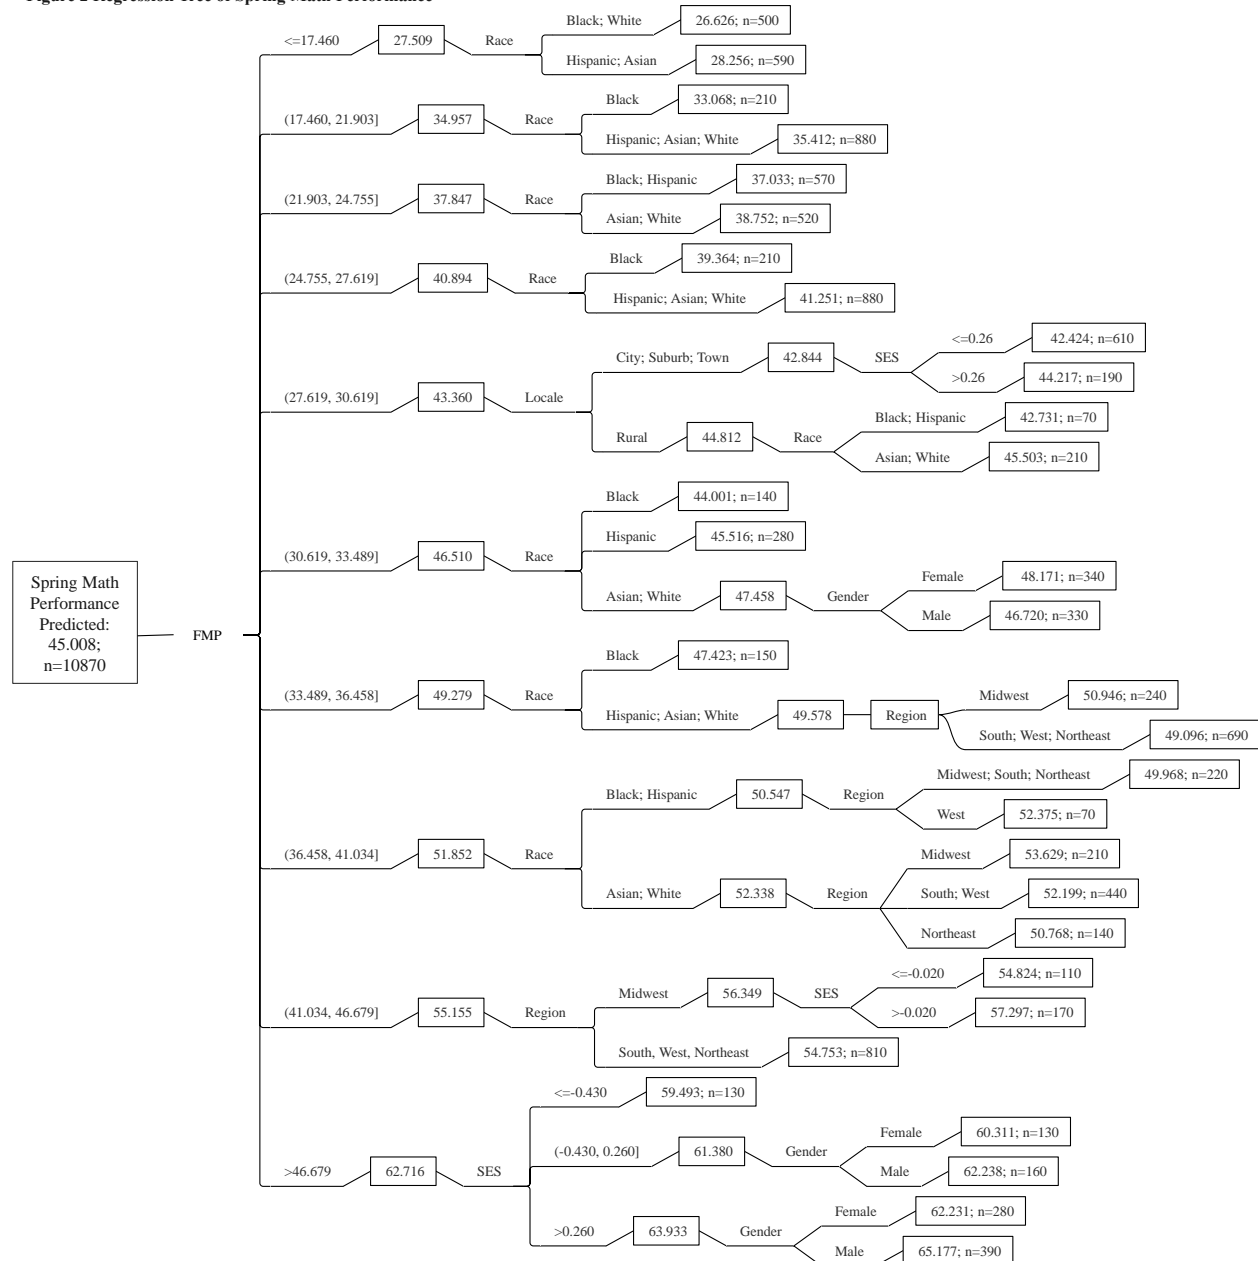 Figure 2 Regression Tree of Spring Math Performance
Spring Math
Performance
Predicted:
45.008;
n=10870
FMP
<=17.460
27.509
Race
Black; White
26.626; n=500
Hispanic; Asian
28.256; n=590
(17.460, 21.903]
34.957
Race
Black
33.068; n=210
Hispanic; Asian; White
35.412; n=880
(21.903, 24.755]
37.847
Race
Black; Hispanic
37.033; n=570
Asian; White
38.752; n=520
(24.755, 27.619]
40.894
Race
Black
39.364; n=210
Hispanic; Asian; White
41.251; n=880
(27.619, 30.619]
43.360
Locale
City; Suburb; Town
42.844
SES
<=0.26
42.424; n=610
>0.26
44.217; n=190
Rural
44.812
Race
Black; Hispanic
42.731; n=70
Asian; White
45.503; n=210
(30.619, 33.489]
46.510
Race
Black
44.001; n=140
Hispanic
45.516; n=280
Asian; White
47.458
Gender
Female
48.171; n=340
Male
46.720; n=330
(33.489, 36.458]
49.279
Race
Black
47.423; n=150
Hispanic; Asian; White
49.578
Region
Midwest
50.946; n=240
South; West; Northeast
49.096; n=690
(36.458, 41.034]
51.852
Race
Black; Hispanic
50.547
Region
Midwest; South; Northeast
49.968; n=220
West
52.375; n=70
Asian; White
52.338
Region
Midwest
53.629; n=210
South; West
52.199; n=440
Northeast
50.768; n=140
(41.034, 46.679]
55.155
Region
Midwest
56.349
SES
<=-0.020
54.824; n=110
>-0.020
57.297; n=170
South, West, Northeast
54.753; n=810
>46.679
62.716
SES
<=-0.430
59.493; n=130
(-0.430, 0.260]
61.380
Gender
Female
60.311; n=130
Male
62.238; n=160
>0.260
63.933
Gender
Female
62.231; n=280
Male
65.177; n=390